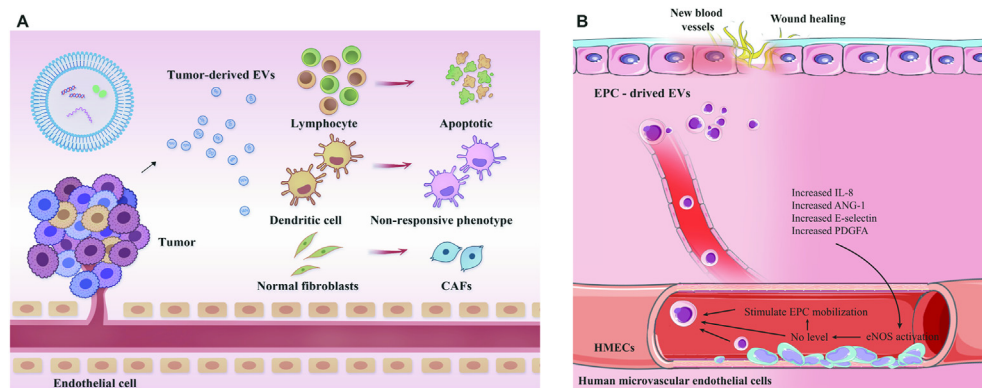 A
Tumor-derived EVs
Lymphocyte
Apoptotic
Dendritic cell
Non-responsive phenotype
Tumor
Normal fibroblasts
CAFs
Endothelial cell
B
New blood
vessels
Wound healing
EPC - drived EVs
Increased IL-8
Increased ANG-1
Increased E-selectin
Increased PDGFA
Stimulate EPC mobilization
HMECs
No level
eNOS activation
Human microvascular endothelial cells